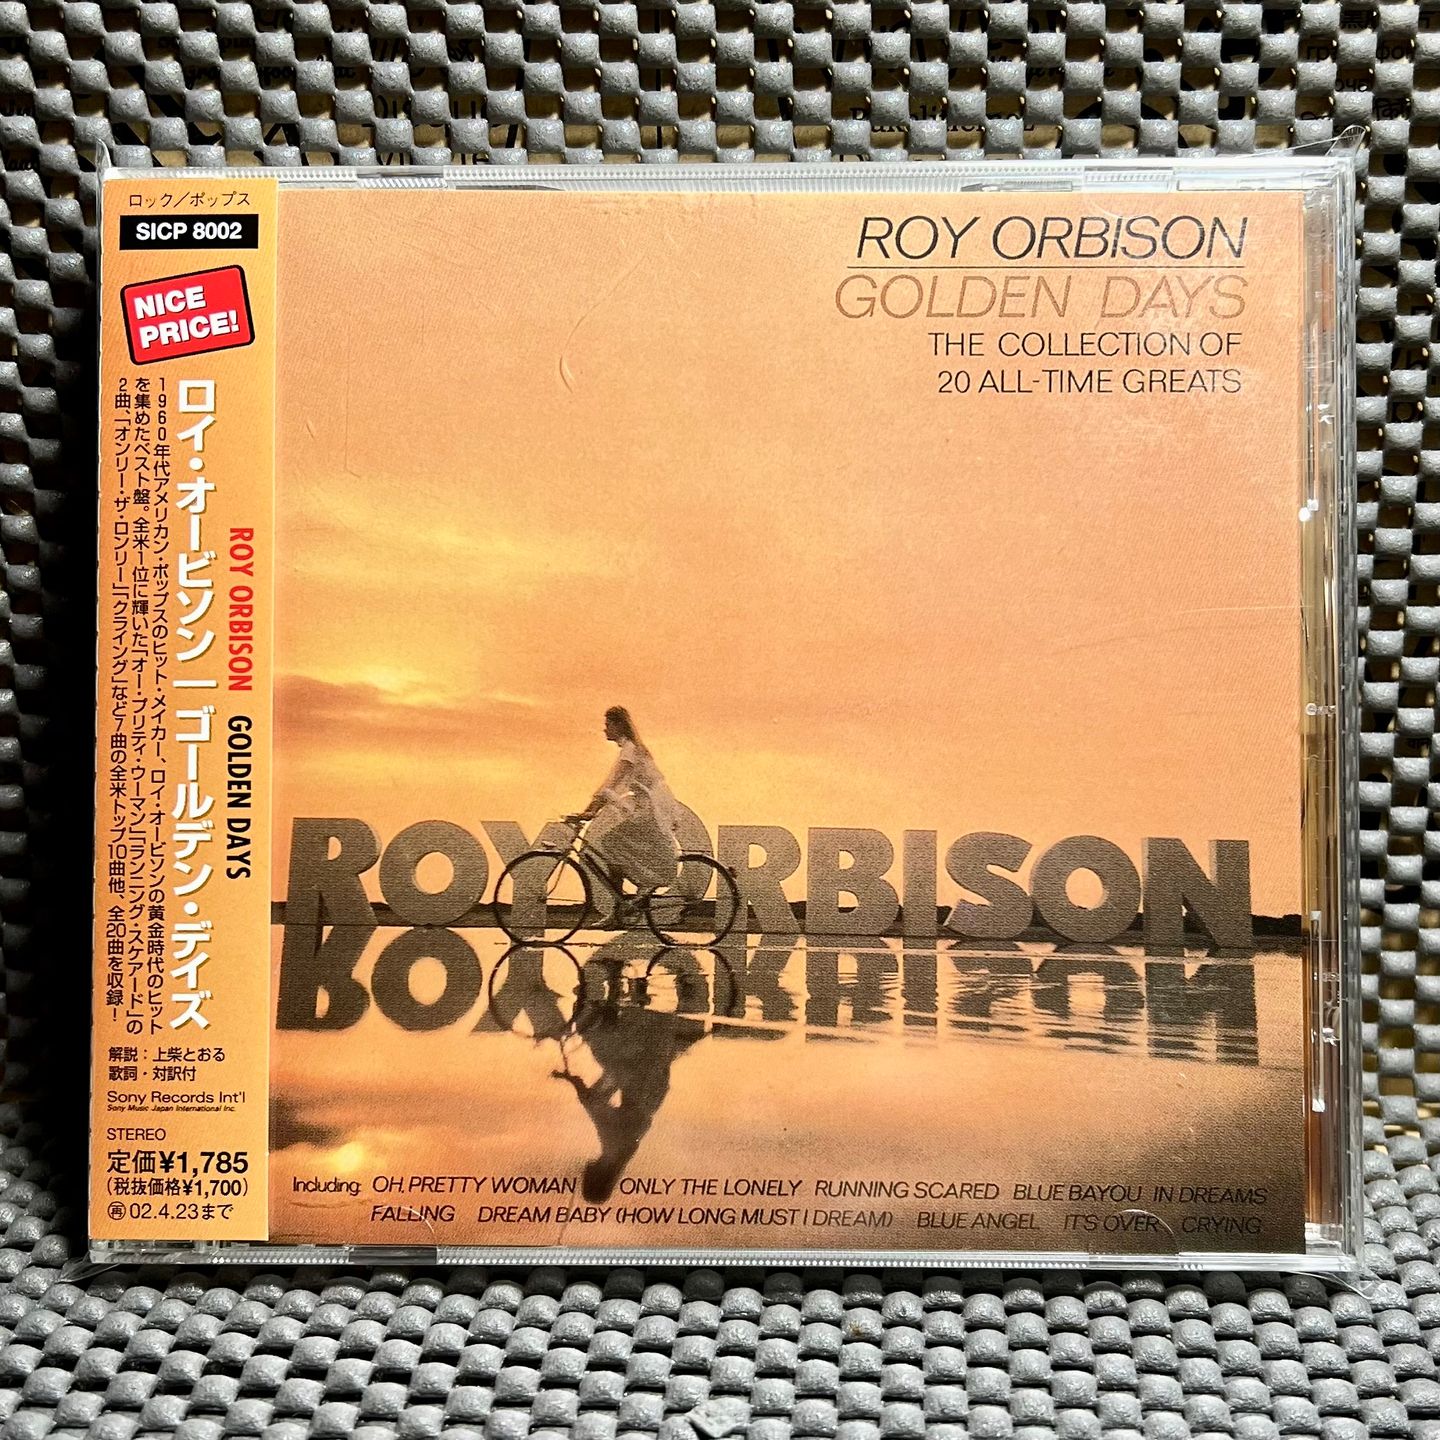 ロック／ポップス
SICP 8002
NICE
PRICE!
ロイ・オービソン｜ゴールデン・デイズ
ROY ORBISON GOLDEN DAYS
1960年代アメリカン・ポップスのヒット・メイカー、ロイ・オービソンの黄金時代のヒット
を集めたベスト盤。全米1位に輝いた「オー・プリティ・ウーマン」「ランニング・スケアード」の
2曲、「オンリー・ザ・ロンリー」「クライング」など7曲の全米トップ10曲他、全20曲を収録！
解説：上柴とおる
歌詞・対訳付
Sony Records Int'l
Sony Music Japan International Inc.
STEREO
定価¥1,785
(税抜価格¥1,700)
再02.4.23まで
ROY ORBISON
GOLDEN DAYS
THE COLLECTION OF
20 ALL-TIME GREATS
ROY ORBISON
Including: OH, PRETTY WOMAN ONLY THE LONELY RUNNING SCARED BLUE BAYOU IN DREAMS
FALLING DREAM BABY (HOW LONG MUST I DREAM) BLUE ANGEL IT'S OVER CRYING